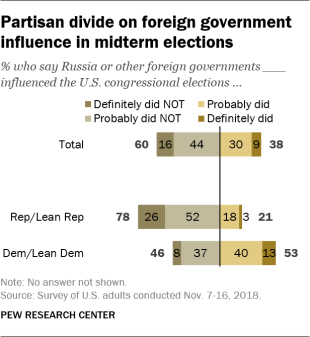 Partisan divide on foreign government
influence in midterm elections
% who say Russia or other foreign governments ___
influenced the U.S. congressional elections ...
Definitely did NOT Probably did
Probably did NOT Definitely did
Total 60 16 44 30 9 38
Rep/Lean Rep 78 26 52 18 3 21
Dem/Lean Dem 46 8 37 40 13 53
Note: No answer not shown.
Source: Survey of U.S. adults conducted Nov. 7-16, 2018.
PEW RESEARCH CENTER